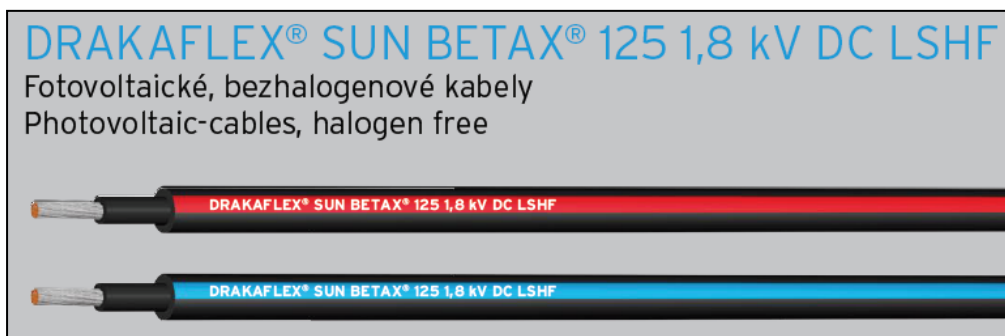 DRAKAFLEX® SUN BETAX® 125 1,8 kV DC LSHF
Fotovoltaické, bezhalogenové kabely
Photovoltaic-cables, halogen free
DRAKAFLEX® SUN BETAX® 125 1,8 kV DC LSHF
DRAKAFLEX® SUN BETAX® 125 1,8 kV DC LSHF